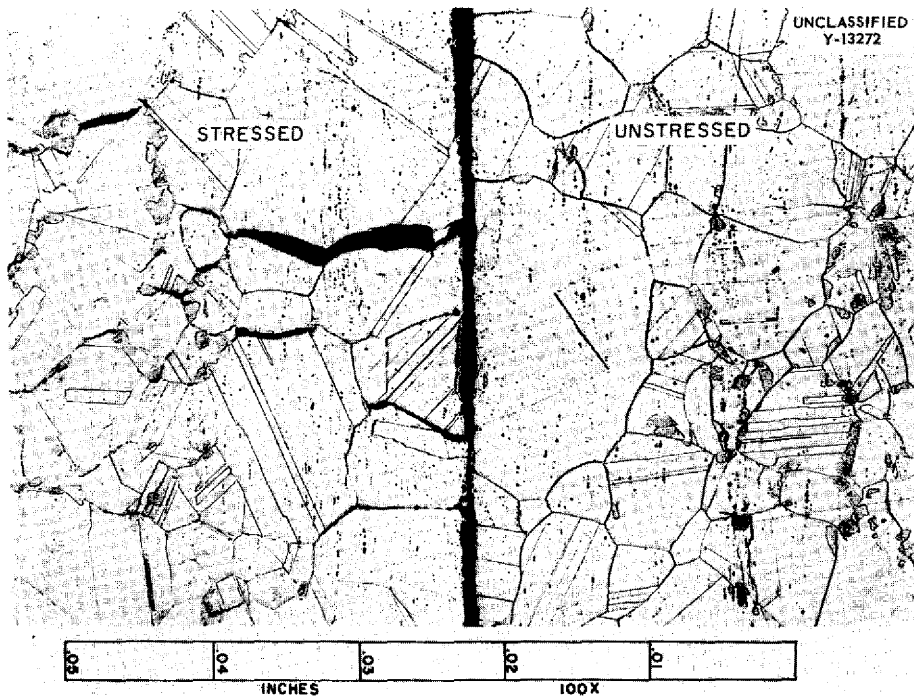 UNCLASSIFIED
Y-13272
STRESSED
UNSTRESSED
.05
.04
.03
.02
.01
INCHES
100X